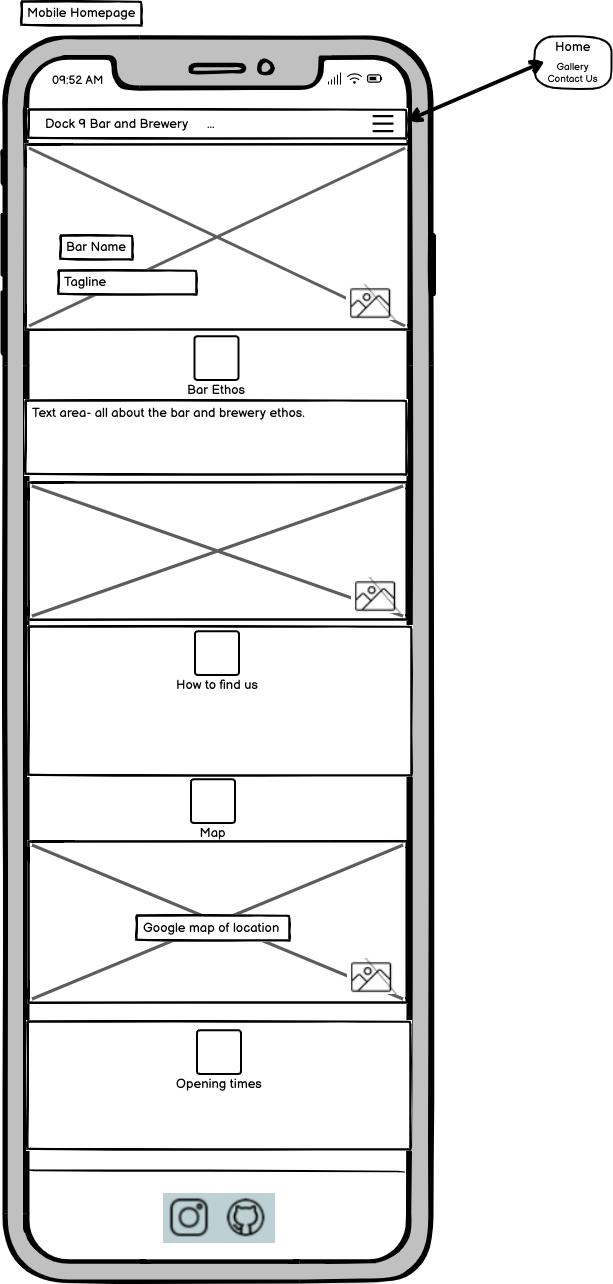 Mobile Homepage
09:52 AM
Home
Gallery
Contact Us
Dock 9 Bar and Brewery ...
Bar Name
Tagline
Bar Ethos
Text area- all about the bar and brewery ethos.
How to find us
Map
Google map of location
Opening times